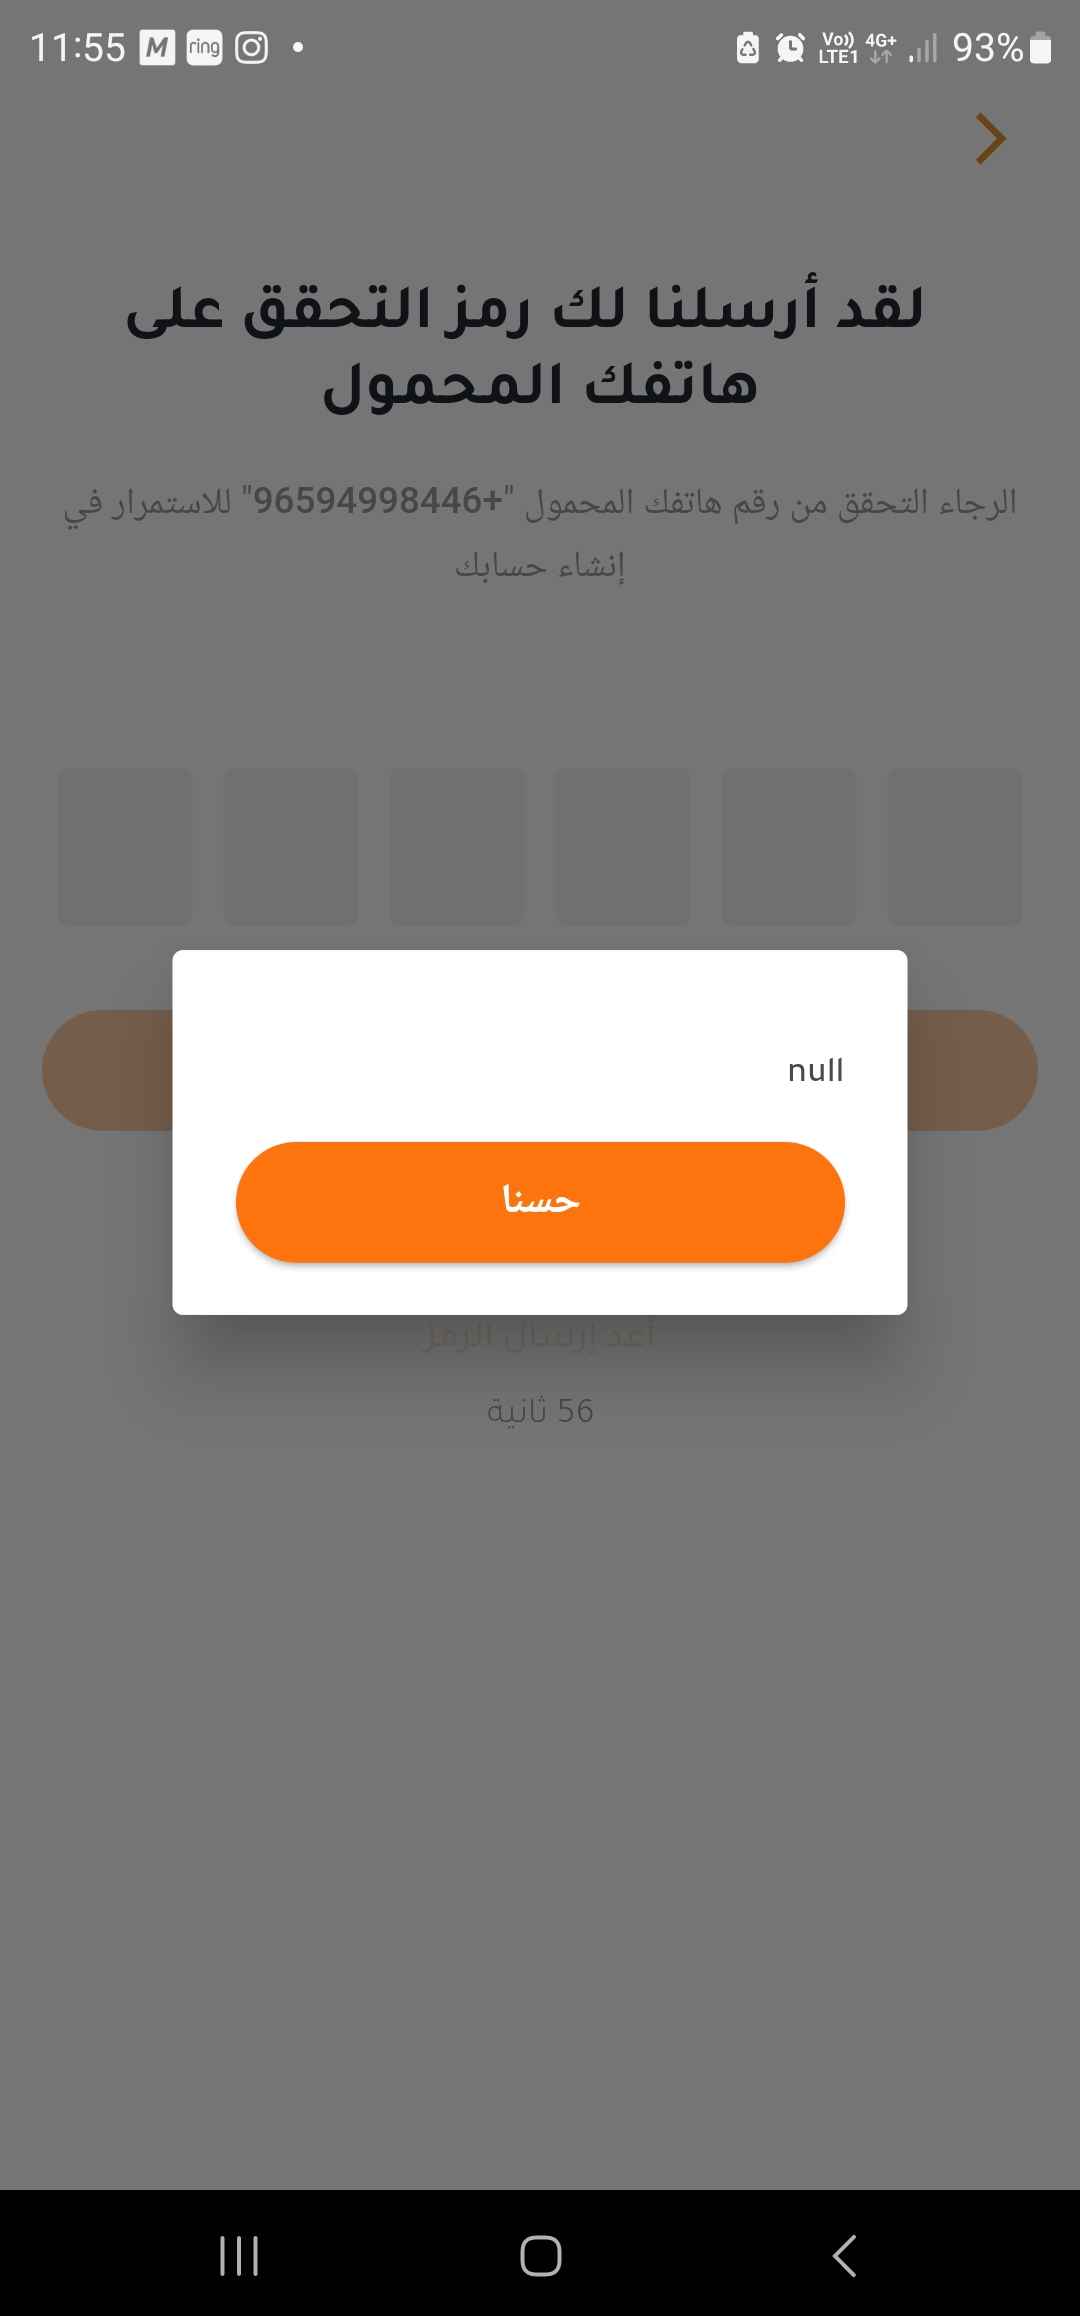 11:55 M ring
Vo)) LTE1 4G+ 93%
لقد أرسلنا لك رمز التحقق على
هاتفك المحمول
الرجاء التحقق من رقم هاتفك المحمول "+96594998446" للاستمرار في
إنشاء حسابك
null
حسنا
أعد إرسال الرمز
56 ثانية